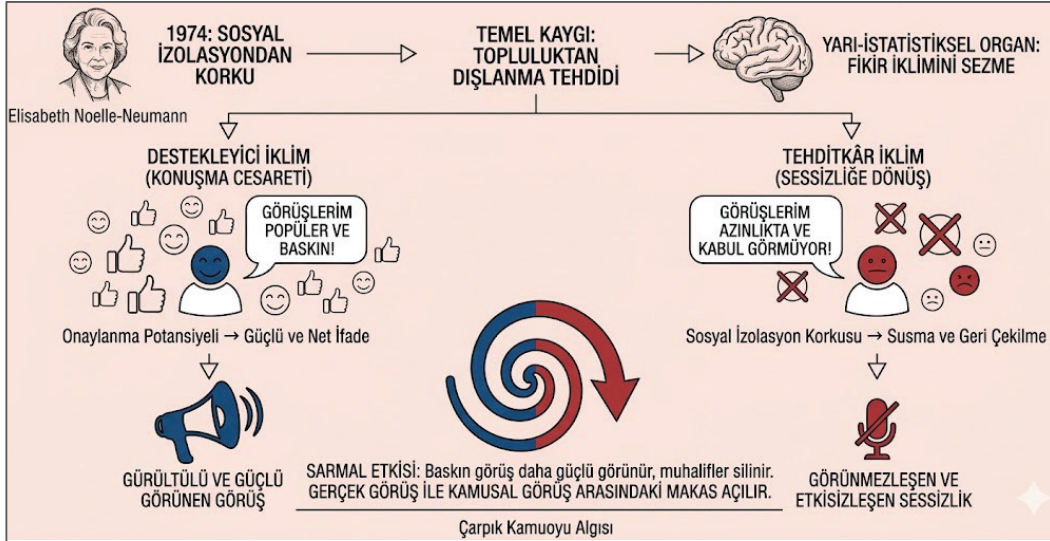 1974: SOSYAL
İZOLASYONDAN
KORKU
Elisabeth Noelle-Neumann
TEMEL KAYGI:
TOPLULUKTAN
DIŞLANMA TEHDİDİ
YARI-İSTATİSTİKSEL ORGAN:
FİKİR İKLİMİNİ SEZME
DESTEKLEYİCİ İKLİM
(KONUŞMA CESARETİ)
GÖRÜŞLERİM
POPÜLER VE
BASKIN!
Onaylanma Potansiyeli → Güçlü ve Net İfade
GÜRÜLTÜLÜ VE GÜÇLÜ
GÖRÜNEN GÖRÜŞ
TEHDİTKÂR İKLİM
(SESSİZLİĞE DÖNÜŞ)
GÖRÜŞLERİM
AZINLIKTA VE
KABUL GÖRMÜYOR!
Sosyal İzolasyon Korkusu → Susma ve Geri Çekilme
GÖRÜNMEZLEŞEN VE
ETKİSİZLEŞEN SESSİZLİK
SARMAL ETKİSİ: Baskın görüş daha güçlü görünür, muhalifler silinir.
GERÇEK GÖRÜŞ İLE KAMUSAL GÖRÜŞ ARASINDAKİ MAKAS AÇILIR.
Çarpık Kamuoyu Algısı